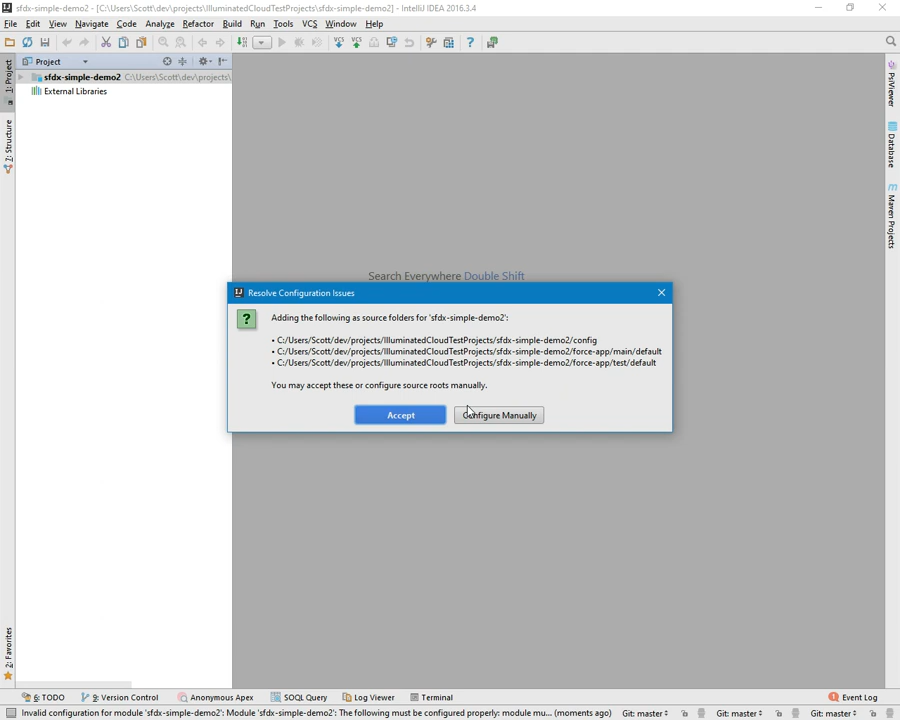 sfdx-simple-demo2 - [C:\Users\Scott\dev\projects\IlluminatedCloudTestProjects\sfdx-simple-demo2] - IntelliJ IDEA 2016.3.4
File Edit View Navigate Code Analyze Refactor Build Run Tools VCS Window Help
1: Project
Project
sfdx-simple-demo2 C:\Users\Scott\dev\projects\
External Libraries
7: Structure
2: Favorites
PsiViewer
Database
Maven Projects
Search Everywhere Double Shift
Resolve Configuration Issues
Adding the following as source folders for 'sfdx-simple-demo2':
• C:/Users/Scott/dev/projects/IlluminatedCloudTestProjects/sfdx-simple-demo2/config
• C:/Users/Scott/dev/projects/IlluminatedCloudTestProjects/sfdx-simple-demo2/force-app/main/default
• C:/Users/Scott/dev/projects/IlluminatedCloudTestProjects/sfdx-simple-demo2/force-app/test/default
You may accept these or configure source roots manually.
Accept Configure Manually
6: TODO 9: Version Control Anonymous Apex SOQL Query Log Viewer Terminal 1 Event Log
Invalid configuration for module 'sfdx-simple-demo2': Module 'sfdx-simple-demo2': The following must be configured properly: module mu... (moments ago) Git: master Git: master Git: master